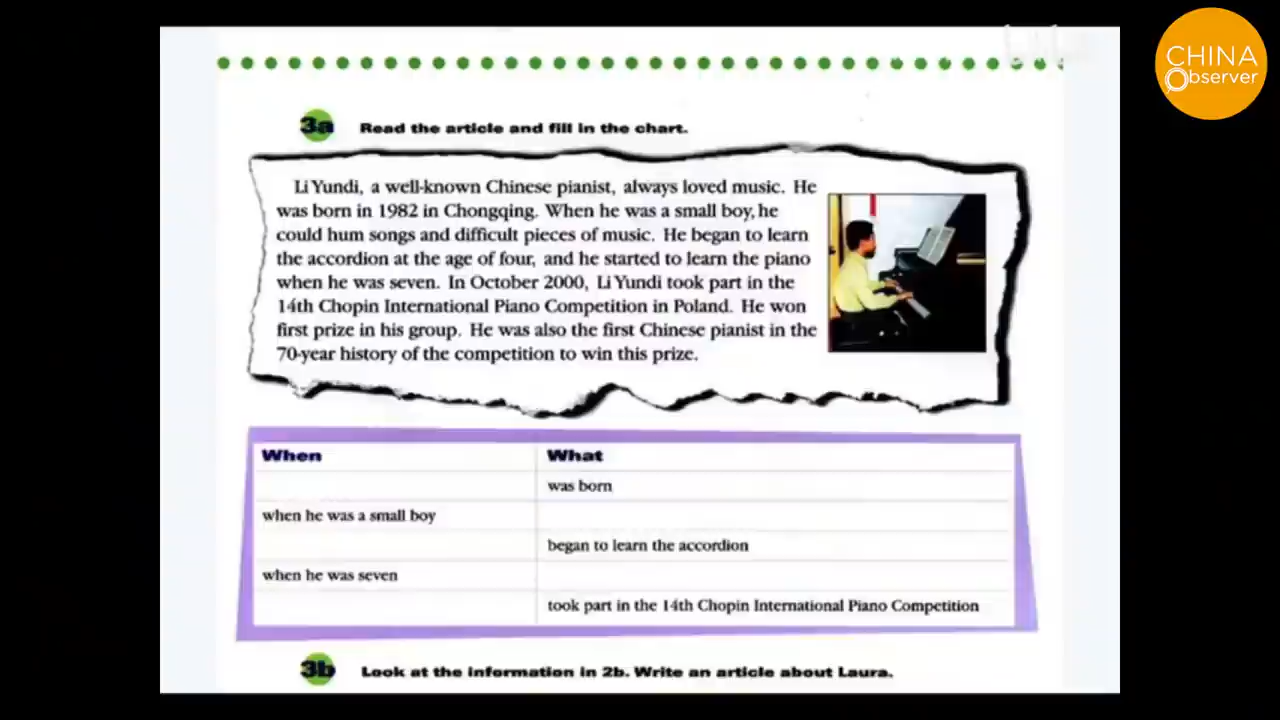 CHINA
Observer
3a Read the article and fill in the chart.
Li Yundi, a well-known Chinese pianist, always loved music. He
was born in 1982 in Chongqing. When he was a small boy, he
could hum songs and difficult pieces of music. He began to learn
the accordion at the age of four, and he started to learn the piano
when he was seven. In October 2000, Li Yundi took part in the
14th Chopin International Piano Competition in Poland. He won
first prize in his group. He was also the first Chinese pianist in the
70-year history of the competition to win this prize.
When What
was born
when he was a small boy
began to learn the accordion
when he was seven
took part in the 14th Chopin International Piano Competition
3b Look at the information in 2b. Write an article about Laura.